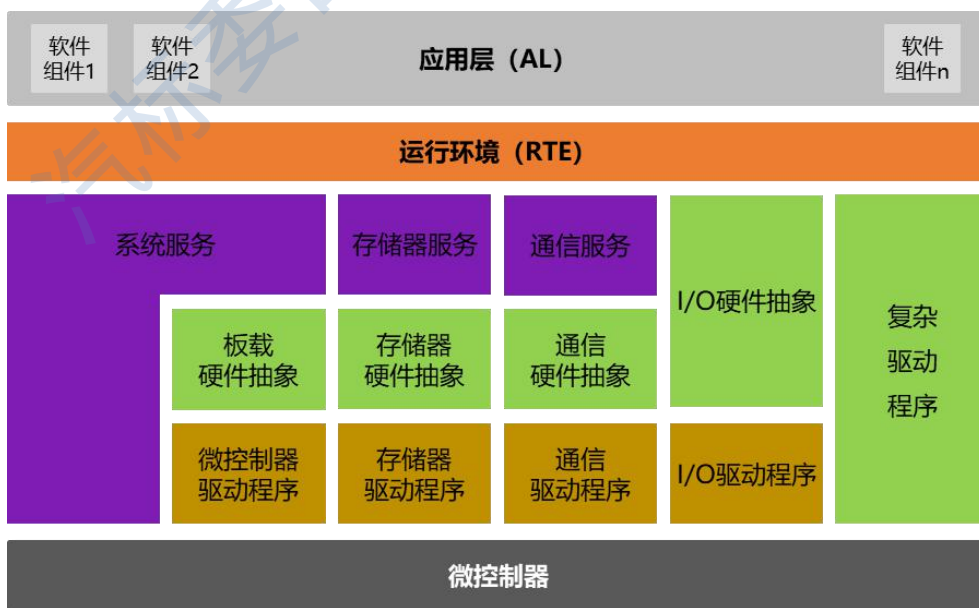 汽标委
软件
组件1
软件
组件2
应用层（AL）
软件
组件n
运行环境（RTE）
系统服务
存储器服务
通信服务
I/O硬件抽象
复杂
驱动
程序
板载
硬件抽象
存储器
硬件抽象
通信
硬件抽象
微控制器
驱动程序
存储器
驱动程序
通信
驱动程序
I/O驱动程序
微控制器